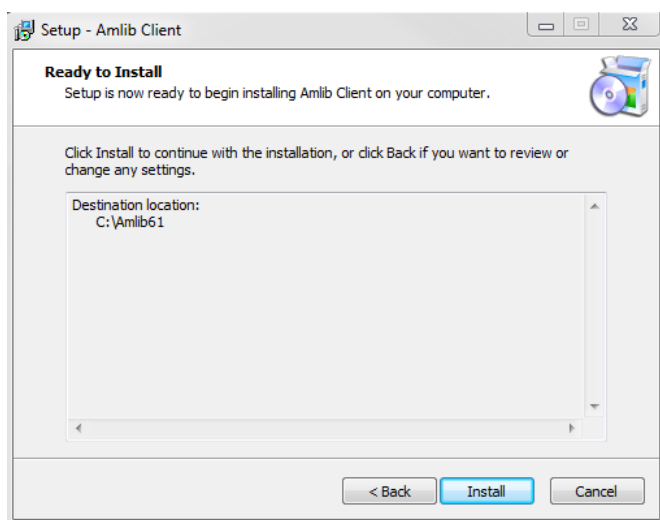 Setup - Amlib Client
Ready to Install
Setup is now ready to begin installing Amlib Client on your computer.
Click Install to continue with the installation, or click Back if you want to review or
change any settings.
Destination location:
C:\Amlib61
< Back
Install
Cancel